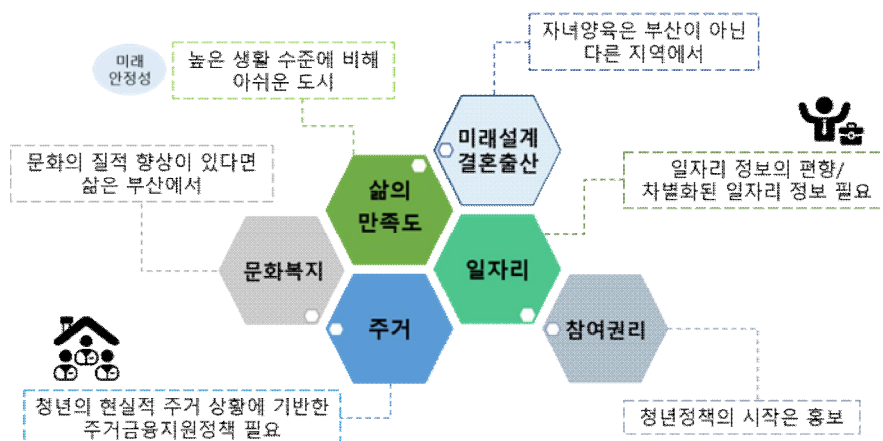 미래
안정성
높은 생활 수준에 비해
아쉬운 도시
자녀양육은 부산이 아닌
다른 지역에서
문화의 질적 향상이 있다면
삶은 부산에서
일자리 정보의 편향/
차별화된 일자리 정보 필요
미래설계
결혼출산
삶의
만족도
문화복지
일자리
주거
참여권리
청년의 현실적 주거 상황에 기반한
주거금융지원정책 필요
청년정책의 시작은 홍보